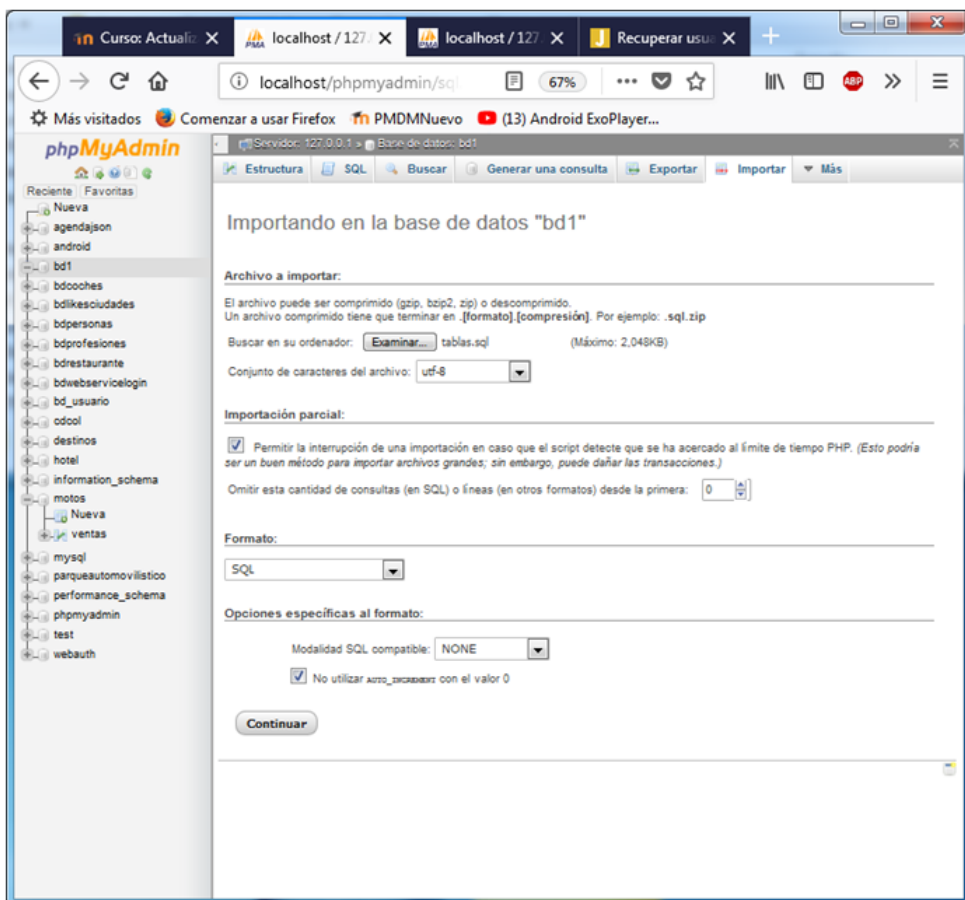 Curso: Actualiz
localhost / 127.
localhost / 127.
Recuperar usua
localhost/phpmyadmin/sql
67%
ABP
Más visitados
Comenzar a usar Firefox
PMDMNuevo
(13) Android ExoPlayer...
phpMyAdmin
Reciente
Favoritas
Nueva
agendajson
android
bd1
bdcoches
bdlikesciudades
bdpersonas
bdprofesiones
bdrestaurante
bdwebservicelogin
bd_usuario
cdcol
destinos
hotel
information_schema
motos
Nueva
ventas
mysql
parqueautomovilistico
performance_schema
phpmyadmin
test
webauth
Servidor: 127.0.0.1 » Base de datos: bd1
Estructura
SQL
Buscar
Generar una consulta
Exportar
Importar
Más
Importando en la base de datos "bd1"
Archivo a importar:
El archivo puede ser comprimido (gzip, bzip2, zip) o descomprimido.
Un archivo comprimido tiene que terminar en .[formato].[compresión]. Por ejemplo: .sql.zip
Buscar en su ordenador: Examinar... tablas.sql (Máximo: 2,048KB)
Conjunto de caracteres del archivo: utf-8
Importación parcial:
Permitir la interrupción de una importación en caso que el script detecte que se ha acercado al límite de tiempo PHP. (Esto podría
ser un buen método para importar archivos grandes; sin embargo, puede dañar las transacciones.)
Omitir esta cantidad de consultas (en SQL) o líneas (en otros formatos) desde la primera: 0
Formato:
SQL
Opciones específicas al formato:
Modalidad SQL compatible: NONE
No utilizar AUTO_INCREMENT con el valor 0
Continuar